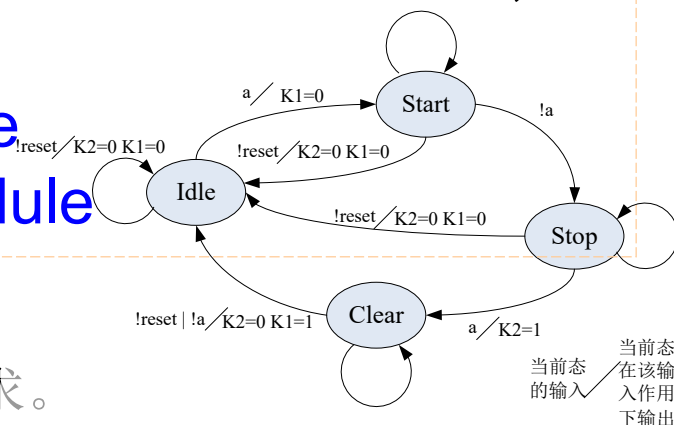 Start
a/ K1=0
!a
e
!reset/K2=0 K1=0
!reset/K2=0 K1=0
Idle
dule
!reset/K2=0 K1=0
Stop
Clear
!reset | !a/K2=0 K1=1
a/K2=1
当前态
的输入
当前态
在该输
入作用
下输出
求。